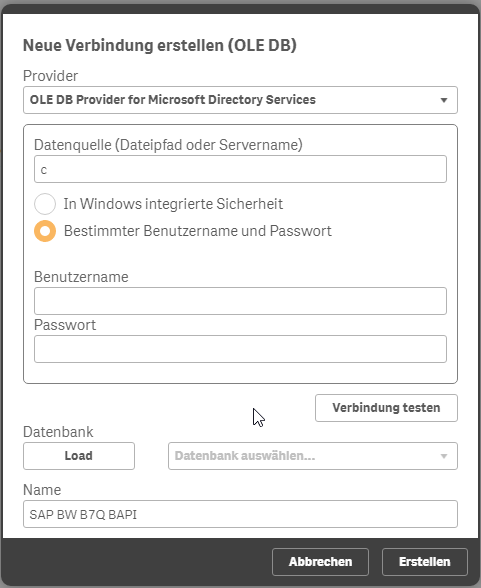 Neue Verbindung erstellen (OLE DB)
Provider
OLE DB Provider for Microsoft Directory Services
Datenquelle (Dateipfad oder Servername)
c
In Windows integrierte Sicherheit
Bestimmter Benutzername und Passwort
Benutzername
Passwort
Verbindung testen
Datenbank
Load Datenbank auswählen...
Name
SAP BW B7Q BAPI
Abbrechen Erstellen